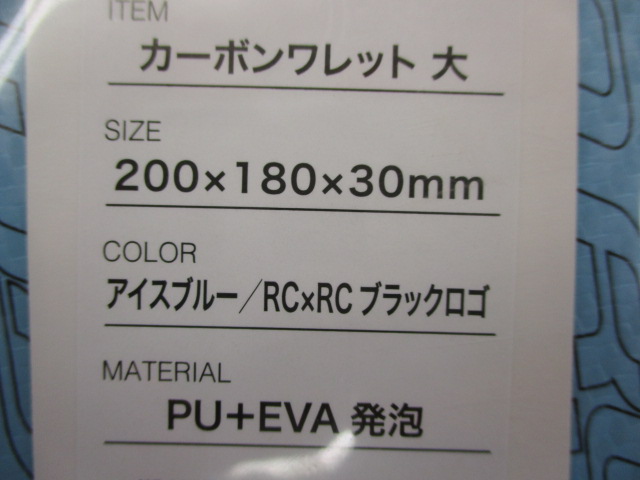 ITEM
カーボンワレット 大
SIZE
200×180×30mm
COLOR
アイスブルー/RC×RC ブラックロゴ
MATERIAL
PU+EVA 発泡